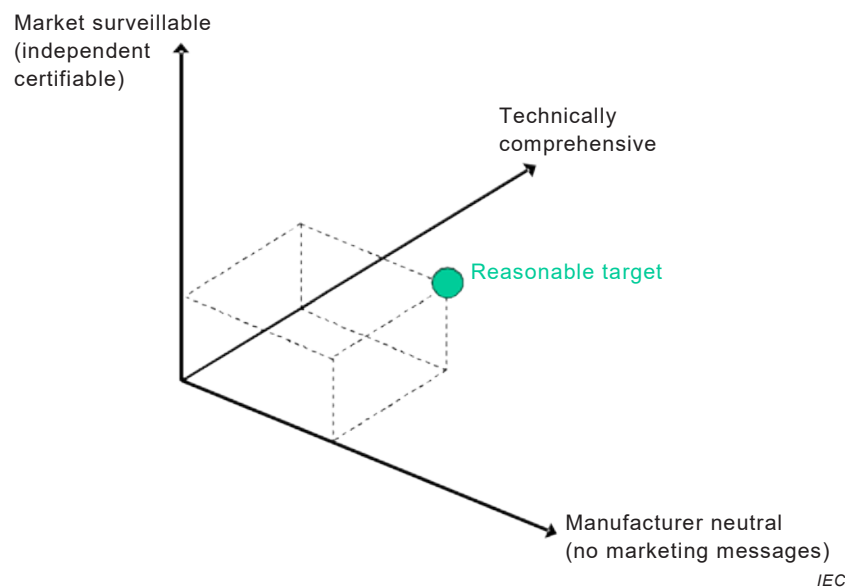 Market surveillable
(independent
certifiable)
Technically
comprehensive
Reasonable target
Manufacturer neutral
(no marketing messages)
IEC